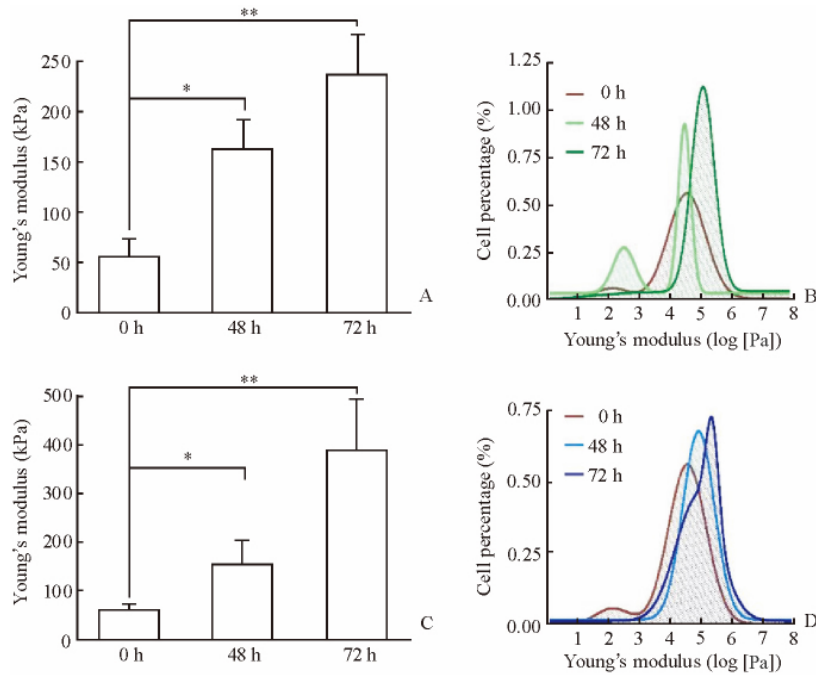 **
*
250
200
150
100
50
0
Young's modulus (kPa)
0 h
48 h
72 h
A
1.25
1.00
0.75
0.50
0.25
0.00
Cell percentage (%)
0 h
48 h
72 h
1 2 3 4 5 6 7 8
Young's modulus (log [Pa])
B
**
*
500
400
300
200
100
0
Young's modulus (kPa)
0 h
48 h
72 h
C
0.75
0.50
0.25
0.00
Cell percentage (%)
0 h
48 h
72 h
1 2 3 4 5 6 7 8
Young's modulus (log [Pa])
D